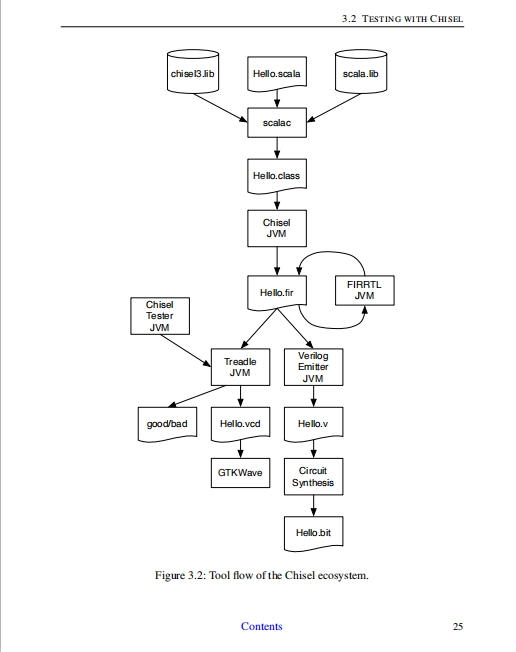 3.2 TESTING WITH CHISEL
chisel3.lib
Hello.scala
scala.lib
scalac
Hello.class
Chisel
JVM
Hello.fir
FIRRTL
JVM
Chisel
Tester
JVM
Treadle
JVM
Verilog
Emitter
JVM
good/bad
Hello.vcd
Hello.v
GTKWave
Circuit
Synthesis
Hello.bit
Figure 3.2: Tool flow of the Chisel ecosystem.
Contents
25